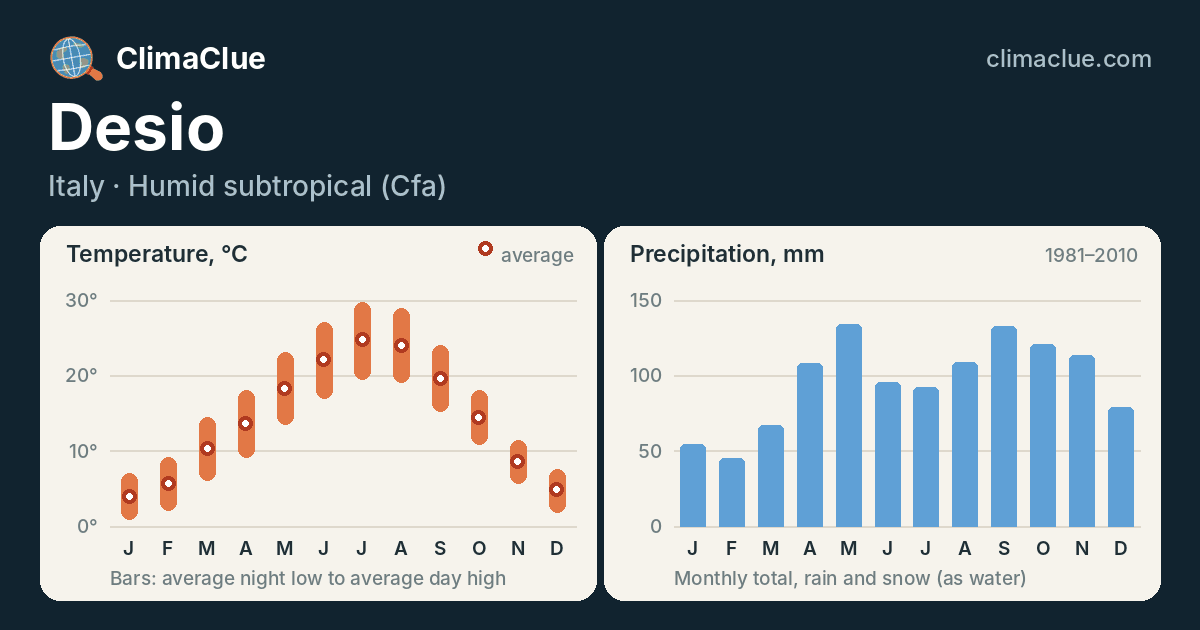 ClimaClue
climaclue.com
Desio
Italy · Humid subtropical (Cfa)
Temperature, °C
average
30°
20°
10°
0°
J F M A M J J A S O N D
Bars: average night low to average day high
Precipitation, mm
1981–2010
150
100
50
0
J F M A M J J A S O N D
Monthly total, rain and snow (as water)